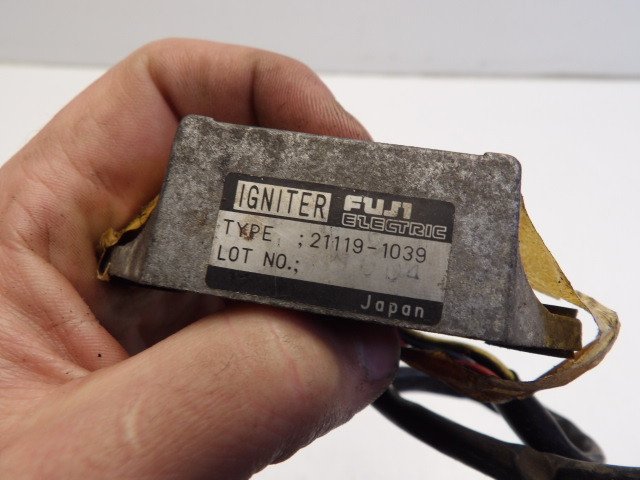 IGNITER FUJI ELECTRIC
TYPE ; 21119-1039
LOT NO.;
Japan